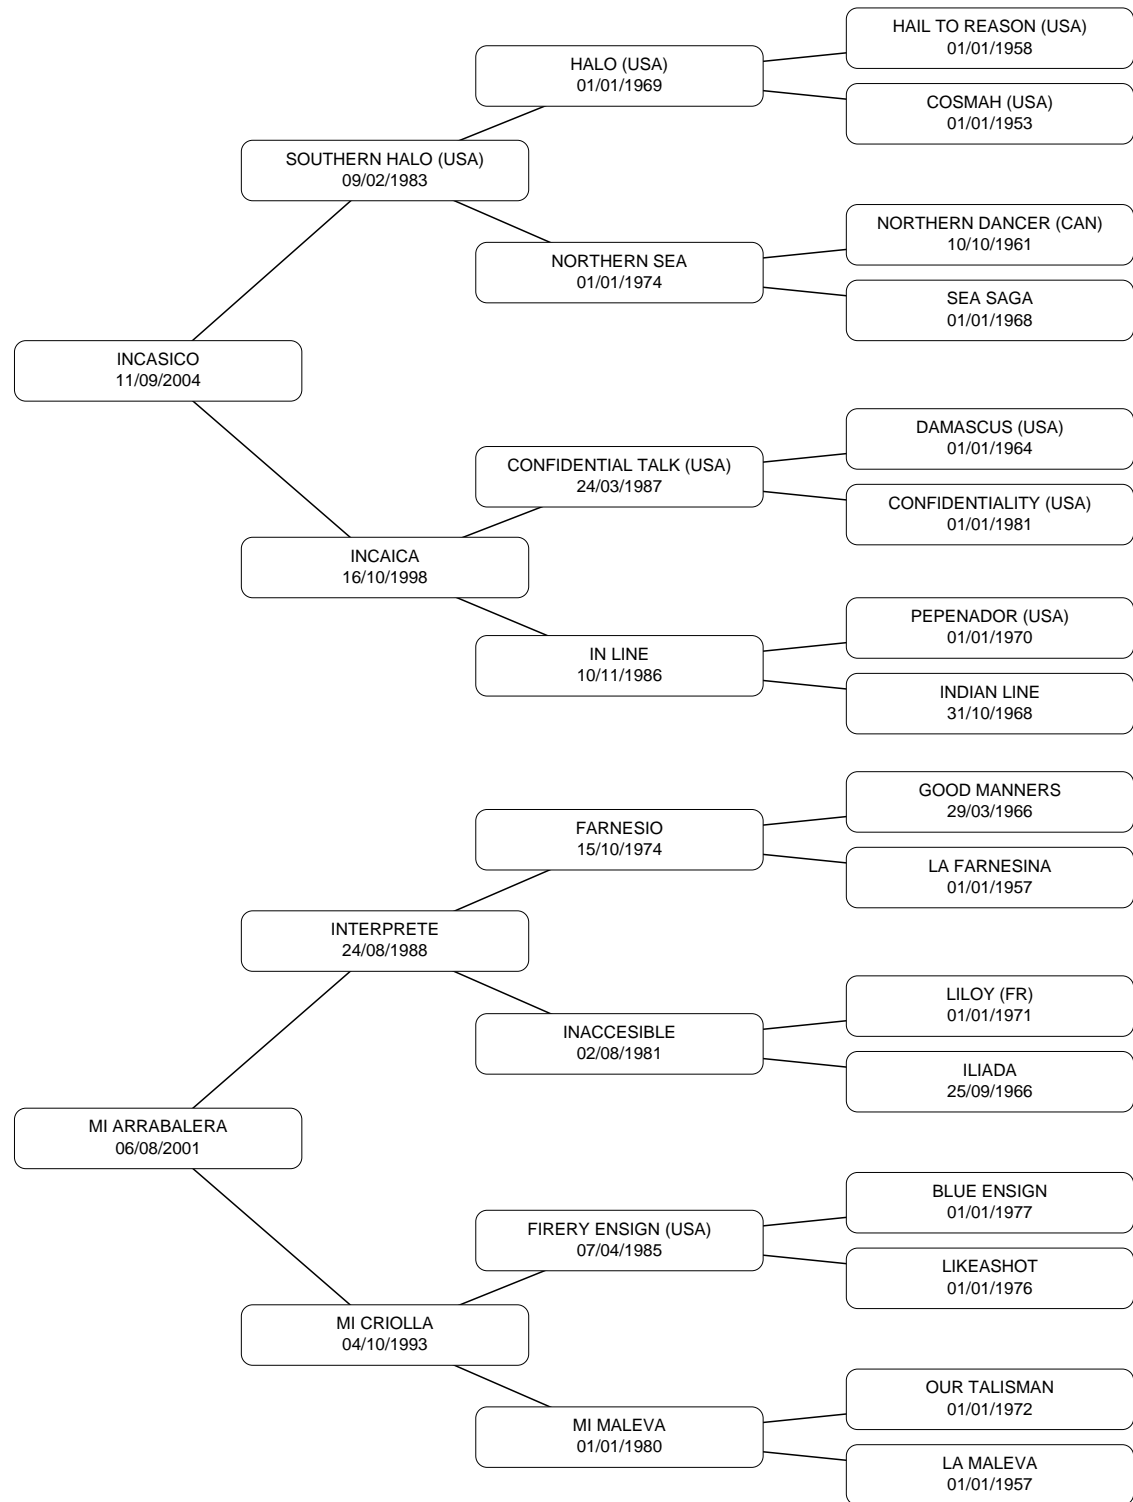 HAIL TO REASON (USA)
01/01/1958
HALO (USA)
01/01/1969
COSMAH (USA)
01/01/1953
SOUTHERN HALO (USA)
09/02/1983
NORTHERN DANCER (CAN)
10/10/1961
NORTHERN SEA
01/01/1974
SEA SAGA
01/01/1968
INCASICO
11/09/2004
DAMASCUS (USA)
01/01/1964
CONFIDENTIAL TALK (USA)
24/03/1987
CONFIDENTIALITY (USA)
01/01/1981
INCAICA
16/10/1998
PEPENADOR (USA)
01/01/1970
IN LINE
10/11/1986
INDIAN LINE
31/10/1968
GOOD MANNERS
29/03/1966
FARNESIO
15/10/1974
LA FARNESINA
01/01/1957
INTERPRETE
24/08/1988
LILOY (FR)
01/01/1971
INACCESIBLE
02/08/1981
ILIADA
25/09/1966
MI ARRABALERA
06/08/2001
BLUE ENSIGN
01/01/1977
FIRERY ENSIGN (USA)
07/04/1985
LIKEASHOT
01/01/1976
MI CRIOLLA
04/10/1993
OUR TALISMAN
01/01/1972
MI MALEVA
01/01/1980
LA MALEVA
01/01/1957